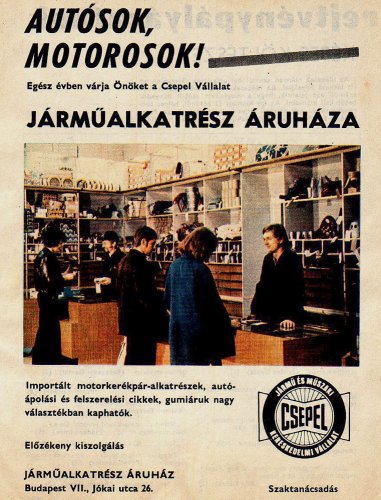 AUTÓSOK,
MOTOROSOK!
Egész évben várja Önöket a Csepel Vállalat
JÁRMŰALKATRÉSZ ÁRUHÁZA
Importált motorkerékpár-alkatrészek, autó-
ápolási és felszerelési cikkek, gumiáruk nagy
választékban kaphatók.
Előzékeny kiszolgálás
JÁRMŰ ÉS MŰSZAKI
CSEPEL
KERESKEDELMI VÁLLALAT
JÁRMŰALKATRÉSZ ÁRUHÁZ
Budapest VII., Jókai utca 26.
Szaktanácsadás